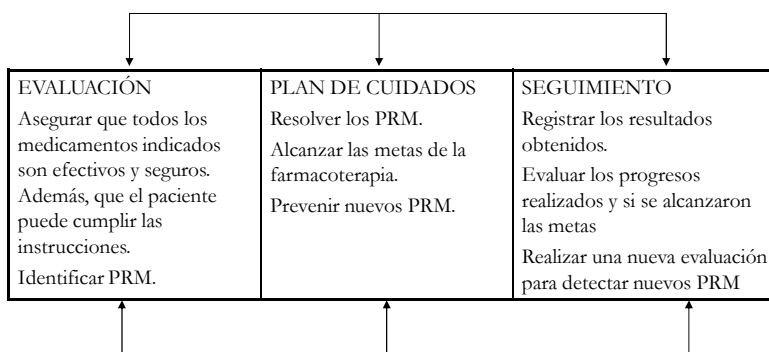 EVALUACIÓN
Asegurar que todos los
medicamentos indicados
son efectivos y seguros.
Además, que el paciente
puede cumplir las
instrucciones.
Identificar PRM.
PLAN DE CUIDADOS
Resolver los PRM.
Alcanzar las metas de la
farmacoterapia.
Prevenir nuevos PRM.
SEGUIMIENTO
Registrar los resultados
obtenidos.
Evaluar los progresos
realizados y si se alcanzaron
las metas
Realizar una nueva evaluación
para detectar nuevos PRM